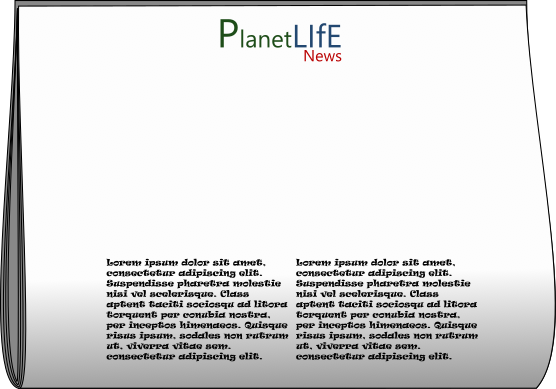 PlanetLIfE
News
Lorem ipsum dolor sit amet,
consectetur adipiscing elit.
Suspendisse pharetra molestie
nisi vel scelerisque. Class
aptent taciti sociosqu ad litora
torquent per conubia nostra,
per inceptos himenaeos. Quisque
risus ipsum, sodales non rutrum
ut, viverra vitae sem.
consectetur adipiscing elit.
Lorem ipsum dolor sit amet,
consectetur adipiscing elit.
Suspendisse pharetra molestie
nisi vel scelerisque. Class
aptent taciti sociosqu ad litora
torquent per conubia nostra,
per inceptos himenaeos. Quisque
risus ipsum, sodales non rutrum
ut, viverra vitae sem.
consectetur adipiscing elit.